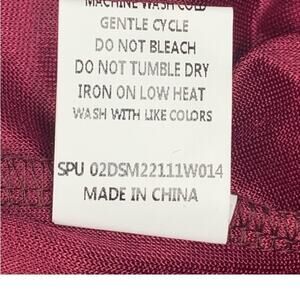 MACHINE WASH COLD
GENTLE CYCLE
DO NOT BLEACH
DO NOT TUMBLE DRY
IRON ON LOW HEAT
WASH WITH LIKE COLORS
SPU 02DSM22111W014
MADE IN CHINA